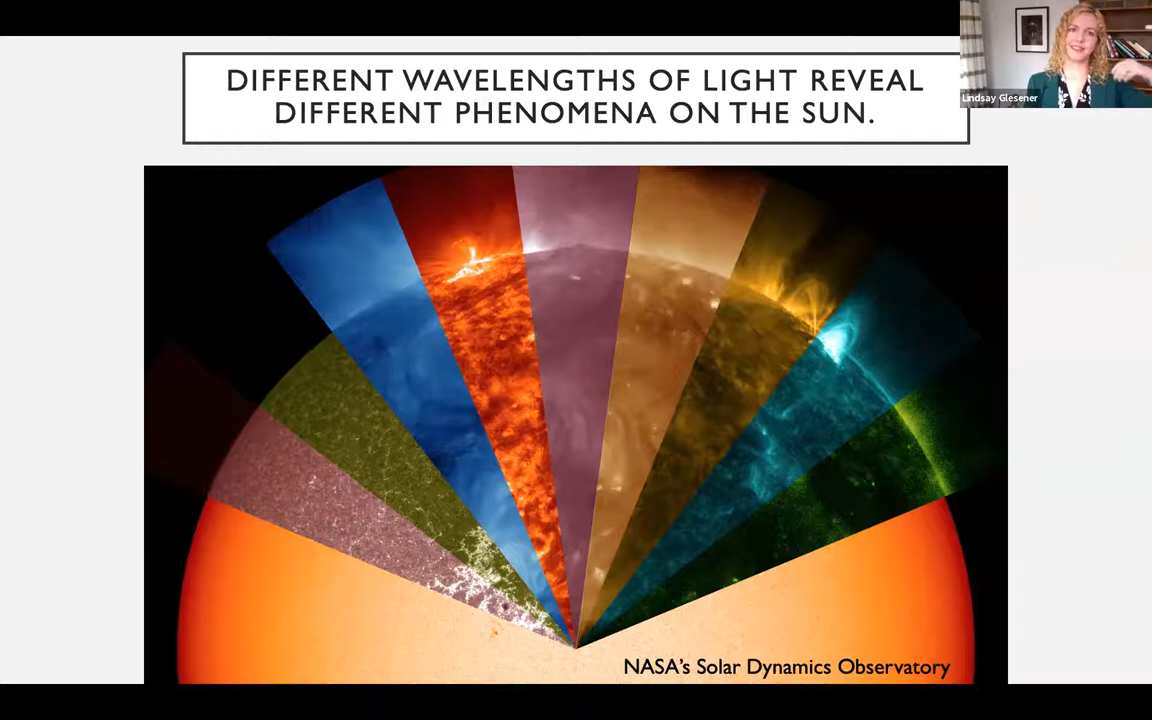 DIFFERENT WAVELENGTHS OF LIGHT REVEAL
DIFFERENT PHENOMENA ON THE SUN.
Lindsay Glesener
NASA's Solar Dynamics Observatory